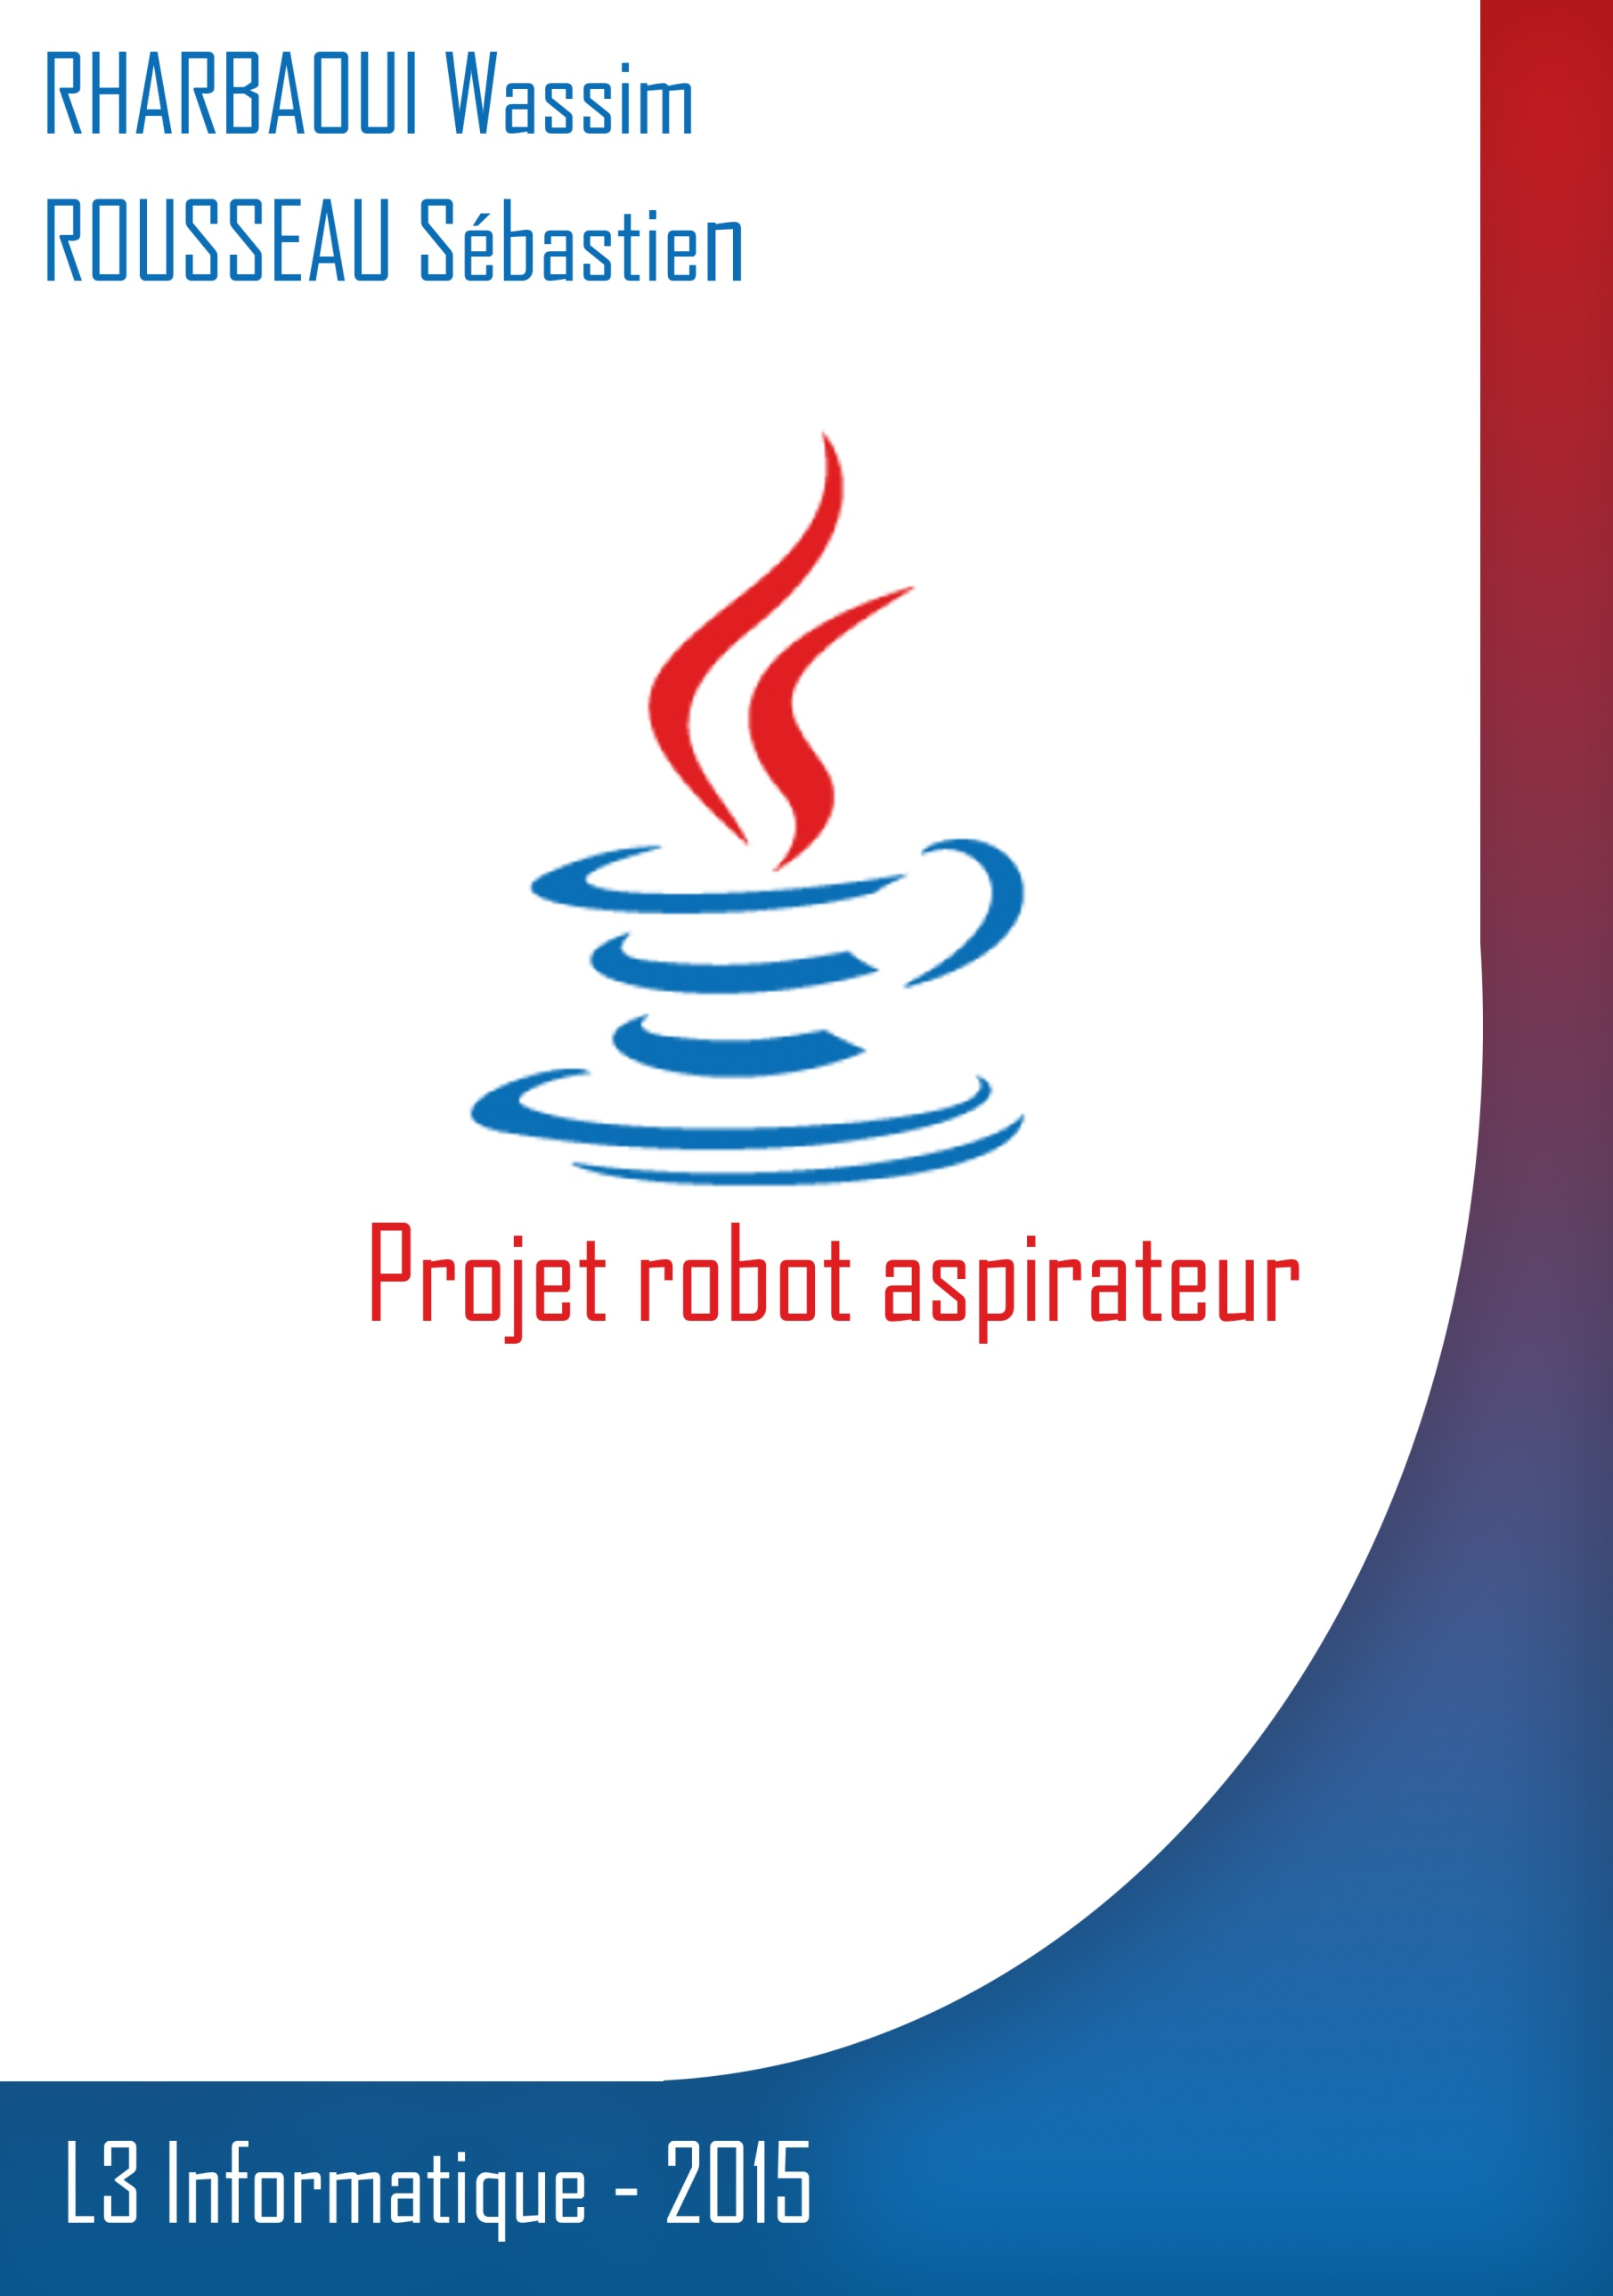 RHARBAOUI Wassim
ROUSSEAU Sébastien
Projet robot aspirateur
L3 Informatique - 2015